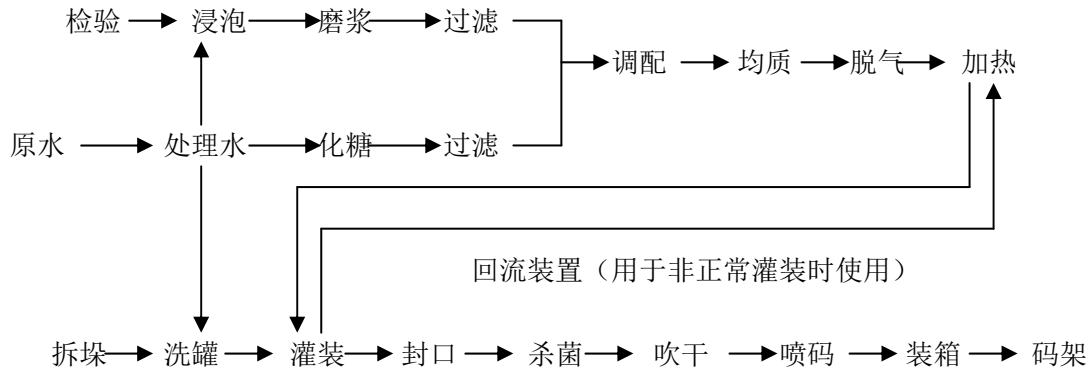 检验 浸泡 磨浆 过滤
调配 均质 脱气 加热
原水 处理水 化糖 过滤
回流装置（用于非正常灌装时使用）
拆垛 洗罐 灌装 封口 杀菌 吹干 喷码 装箱 码架